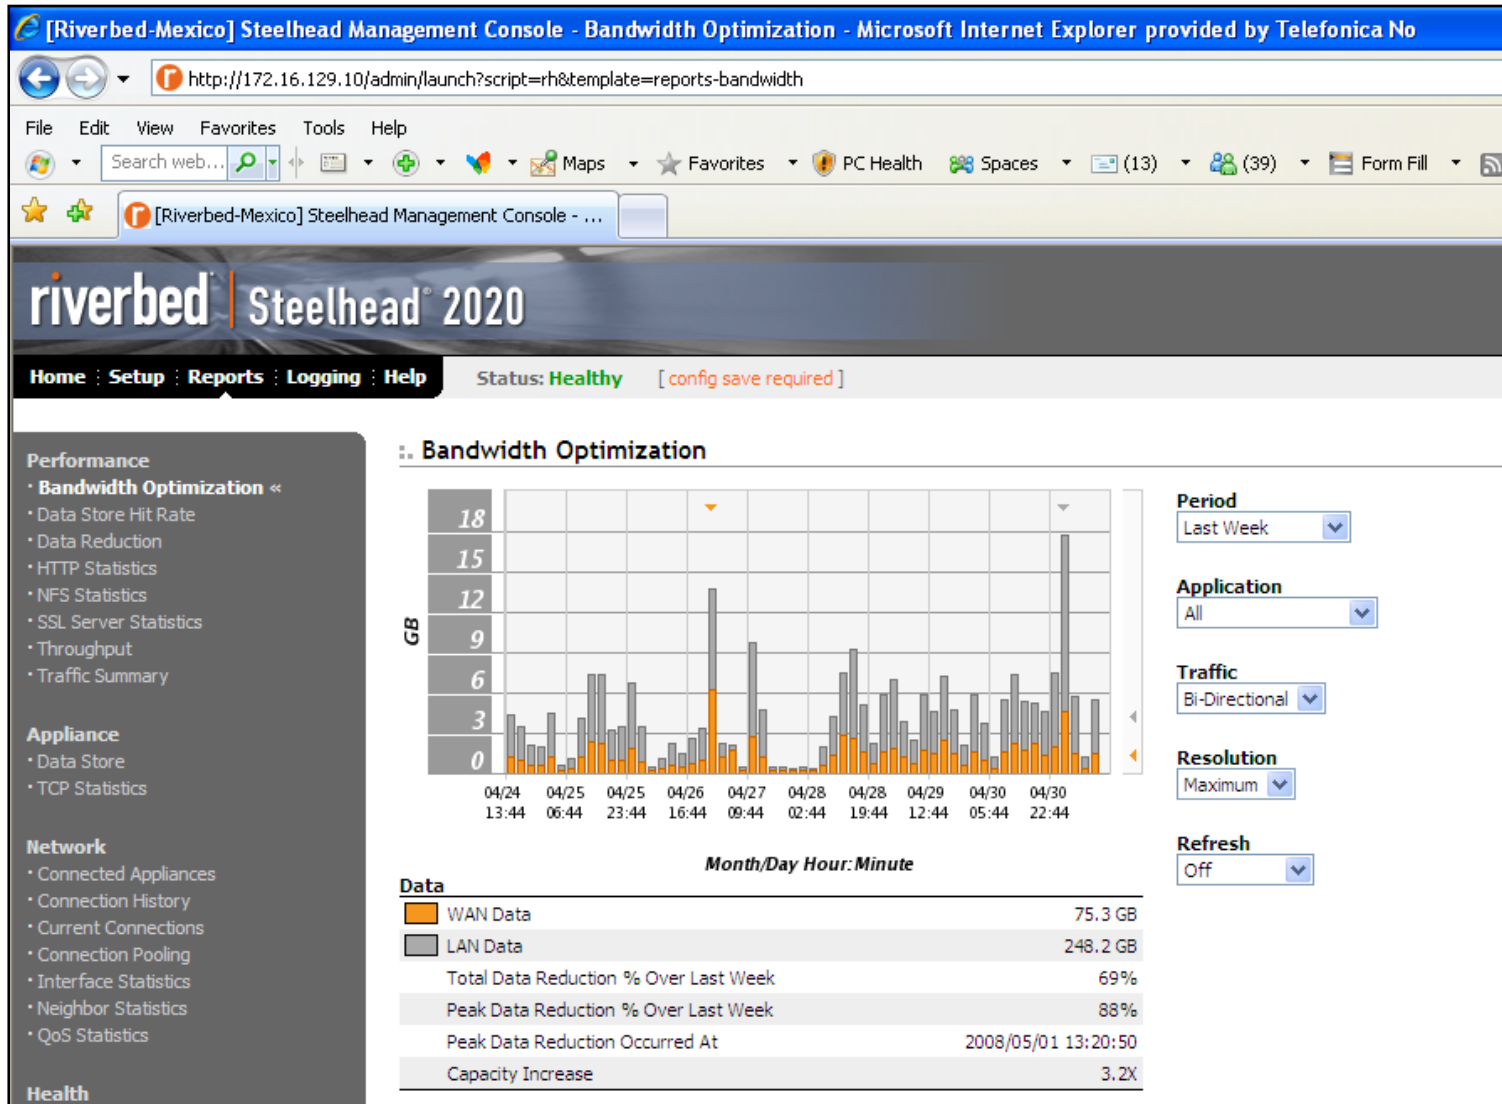 [Riverbed-Mexico] Steelhead Management Console - Bandwidth Optimization - Microsoft Internet Explorer provided by Telefonica No
http://172.16.129.10/admin/launch?script=rh&template=reports-bandwidth
File Edit View Favorites Tools Help
Search web... Maps Favorites PC Health Spaces (13) (39) Form Fill
[Riverbed-Mexico] Steelhead Management Console - ...
riverbed Steelhead® 2020
Home Setup Reports Logging Help Status: Healthy [ config save required ]
Performance
· Bandwidth Optimization «
· Data Store Hit Rate
· Data Reduction
· HTTP Statistics
· NFS Statistics
· SSL Server Statistics
· Throughput
· Traffic Summary
Appliance
· Data Store
· TCP Statistics
Network
· Connected Appliances
· Connection History
· Current Connections
· Connection Pooling
· Interface Statistics
· Neighbor Statistics
· QoS Statistics
Health
:. Bandwidth Optimization
GB
18
15
12
9
6
3
0
04/24 04/25 04/25 04/26 04/27 04/28 04/28 04/29 04/30 04/30
13:44 06:44 23:44 16:44 09:44 02:44 19:44 12:44 05:44 22:44
Month/Day Hour:Minute
Period
Last Week
Application
All
Traffic
Bi-Directional
Resolution
Maximum
Refresh
Off
Data
WAN Data 75.3 GB
LAN Data 248.2 GB
Total Data Reduction % Over Last Week 69%
Peak Data Reduction % Over Last Week 88%
Peak Data Reduction Occurred At 2008/05/01 13:20:50
Capacity Increase 3.2X